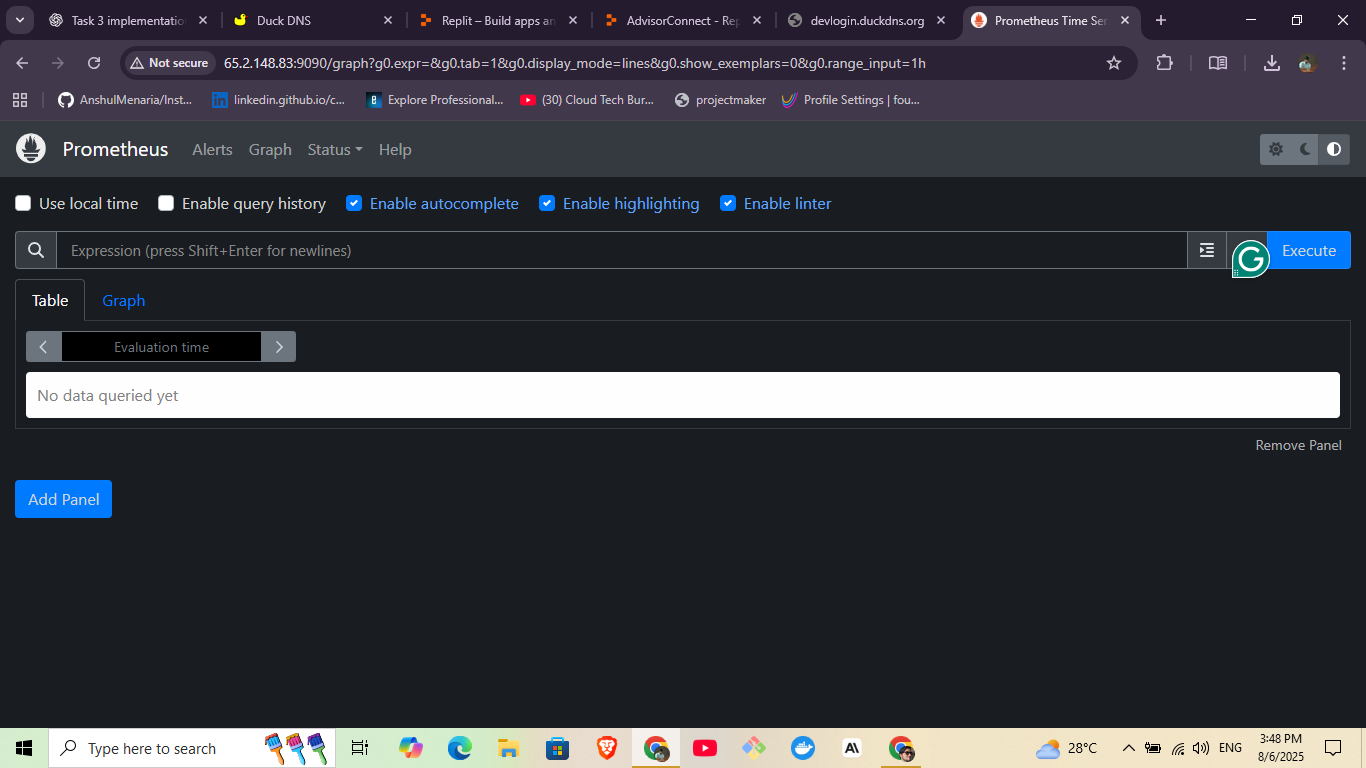 Task 3 implementatio
Duck DNS
Replit – Build apps an
AdvisorConnect - Rep
devlogin.duckdns.org
Prometheus Time Ser
Not secure
65.2.148.83:9090/graph?g0.expr=&g0.tab=1&g0.display_mode=lines&g0.show_exemplars=0&g0.range_input=1h
AnshulMenaria/Inst...
linkedin.github.io/c...
Explore Professional...
(30) Cloud Tech Bur...
projectmaker
Profile Settings | fou...
Prometheus
Alerts
Graph
Status
Help
Use local time
Enable query history
Enable autocomplete
Enable highlighting
Enable linter
Expression (press Shift+Enter for newlines)
G
Execute
Table
Graph
Evaluation time
No data queried yet
Remove Panel
Add Panel
Type here to search
28°C
ENG
3:48 PM
8/6/2025